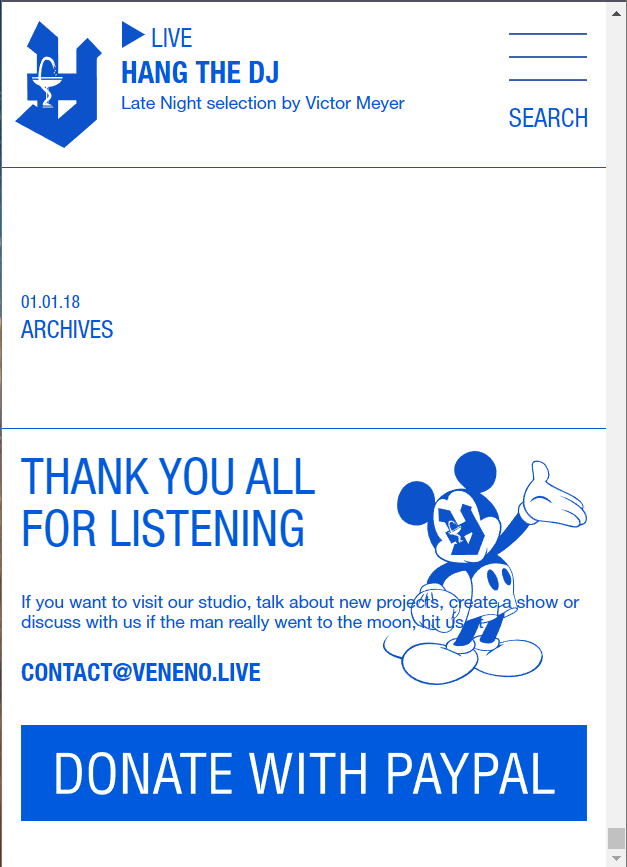 LIVE
HANG THE DJ
Late Night selection by Victor Meyer
SEARCH
01.01.18
ARCHIVES
THANK YOU ALL
FOR LISTENING
If you want to visit our studio, talk about new projects, create a show or
discuss with us if the man really went to the moon, hit us at
CONTACT@VENENO.LIVE
DONATE WITH PAYPAL